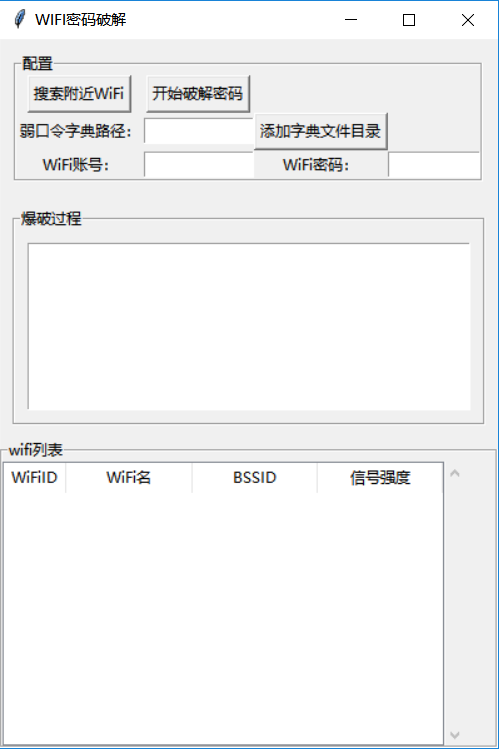 WIFI密码破解
配置
搜索附近WiFi 开始破解密码
弱口令字典路径： 添加字典文件目录
WiFi账号： WiFi密码：
爆破过程
wifi列表
WiFiID WiFi名 BSSID 信号强度